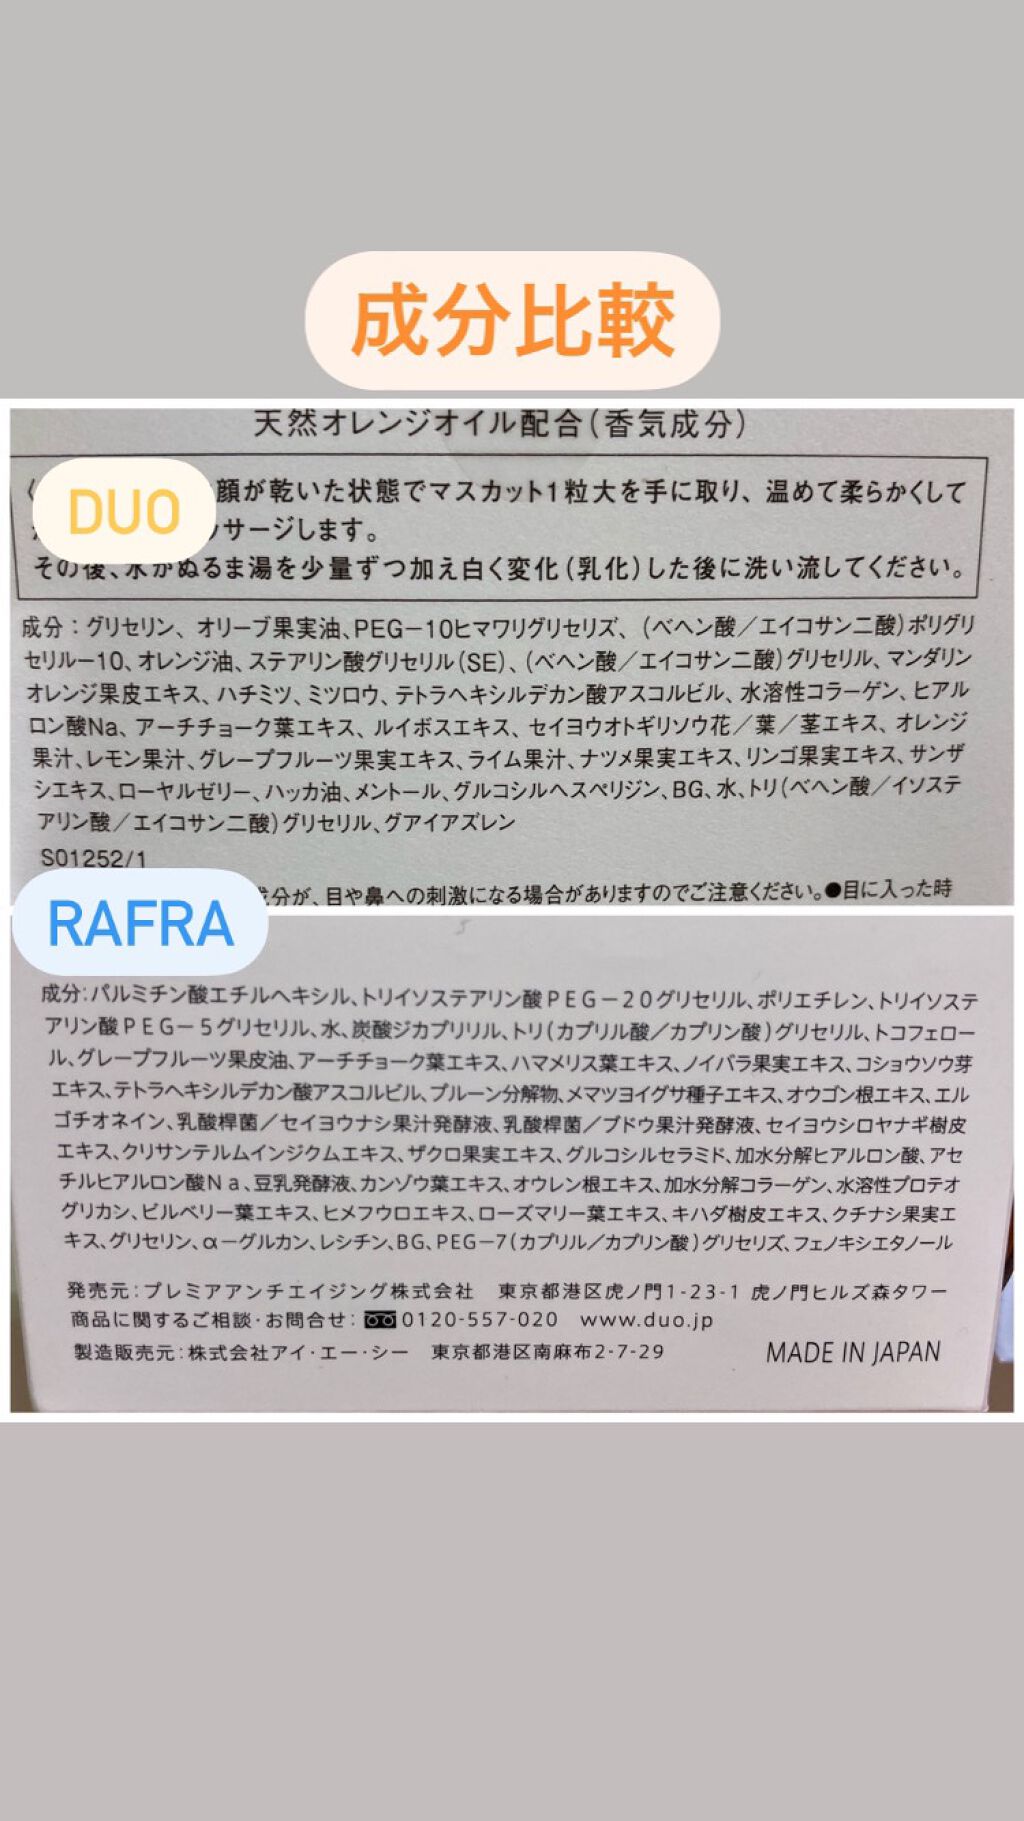 成分比較
天然オレンジオイル配合(香気成分)
DUO
顔が乾いた状態でマスカット1粒大を手に取り、温めて柔らかくして
サージします。
その後、水かぬるま湯を少量ずつ加え白く変化(乳化)した後に洗い流してください。
成分:グリセリン、オリーブ果実油、PEG-10ヒマワリグリセリズ、(ベヘン酸/エイコサン二酸)ポリグリ
セリル-10、オレンジ油、ステアリン酸グリセリル(SE)、(ベヘン酸/エイコサン二酸)グリセリル、マンダリン
オレンジ果皮エキス、ハチミツ、ミツロウ、テトラヘキシルデカン酸アスコルビル、水溶性コラーゲン、ヒアル
ロン酸Na、アーチチョーク葉エキス、ルイボスエキス、セイヨウオトギリソウ花/葉/茎エキス、オレンジ
果汁、レモン果汁、グレープフルーツ果実エキス、ライム果汁、ナツメ果実エキス、リンゴ果実エキス、サンザ
シエキス、ローヤルゼリー、ハッカ油、メントール、グルコシルヘスペリジン、BG、水、トリ(ベヘン酸/イソステ
アリン酸/エイコサン二酸)グリセリル、グアイアズレン
S01252/1
成分が、目や鼻への刺激になる場合がありますのでご注意ください。●目に入った時
RAFRA
成分:パルミチン酸エチルヘキシル、トリイソステアリン酸PEG-20グリセリル、ポリエチレン、トリイソステ
アリン酸PEG-5グリセリル、水、炭酸ジカプリリル、トリ(カプリル酸/カプリン酸)グリセリル、トコフェロー
ル、グレープフルーツ果皮油、アーチチョーク葉エキス、ハマメリス葉エキス、ノイバラ果実エキス、コショウソウ芽
エキス、テトラヘキシルデカン酸アスコルビル、プルーン分解物、メマツヨイグサ種子エキス、オウゴン根エキス、エル
ゴチオネイン、乳酸桿菌/セイヨウナシ果汁発酵液、乳酸桿菌/ブドウ果汁発酵液、セイヨウシロヤナギ樹皮
エキス、クリサンテルムインジクムエキス、ザクロ果実エキス、グルコシルセラミド、加水分解ヒアルロン酸、アセ
チルヒアルロン酸Na、豆乳発酵液、カンゾウ葉エキス、オウレン根エキス、加水分解コラーゲン、水溶性プロテオ
グリカン、ビルベリー葉エキス、ヒメフウロエキス、ローズマリー葉エキス、キハダ樹皮エキス、クチナシ果実エ
キス、グリセリン、α-グルカン、レシチン、BG、PEG-7(カプリル/カプリン酸)グリセリズ、フェノキシエタノール
発売元:プレミアアンチエイジング株式会社 東京都港区虎ノ門1-23-1 虎ノ門ヒルズ森タワー
商品に関するご相談・お問合せ:0120-557-020 www.duo.jp
製造販売元:株式会社アイ・エー・シー 東京都港区南麻布2-7-29 MADE IN JAPAN